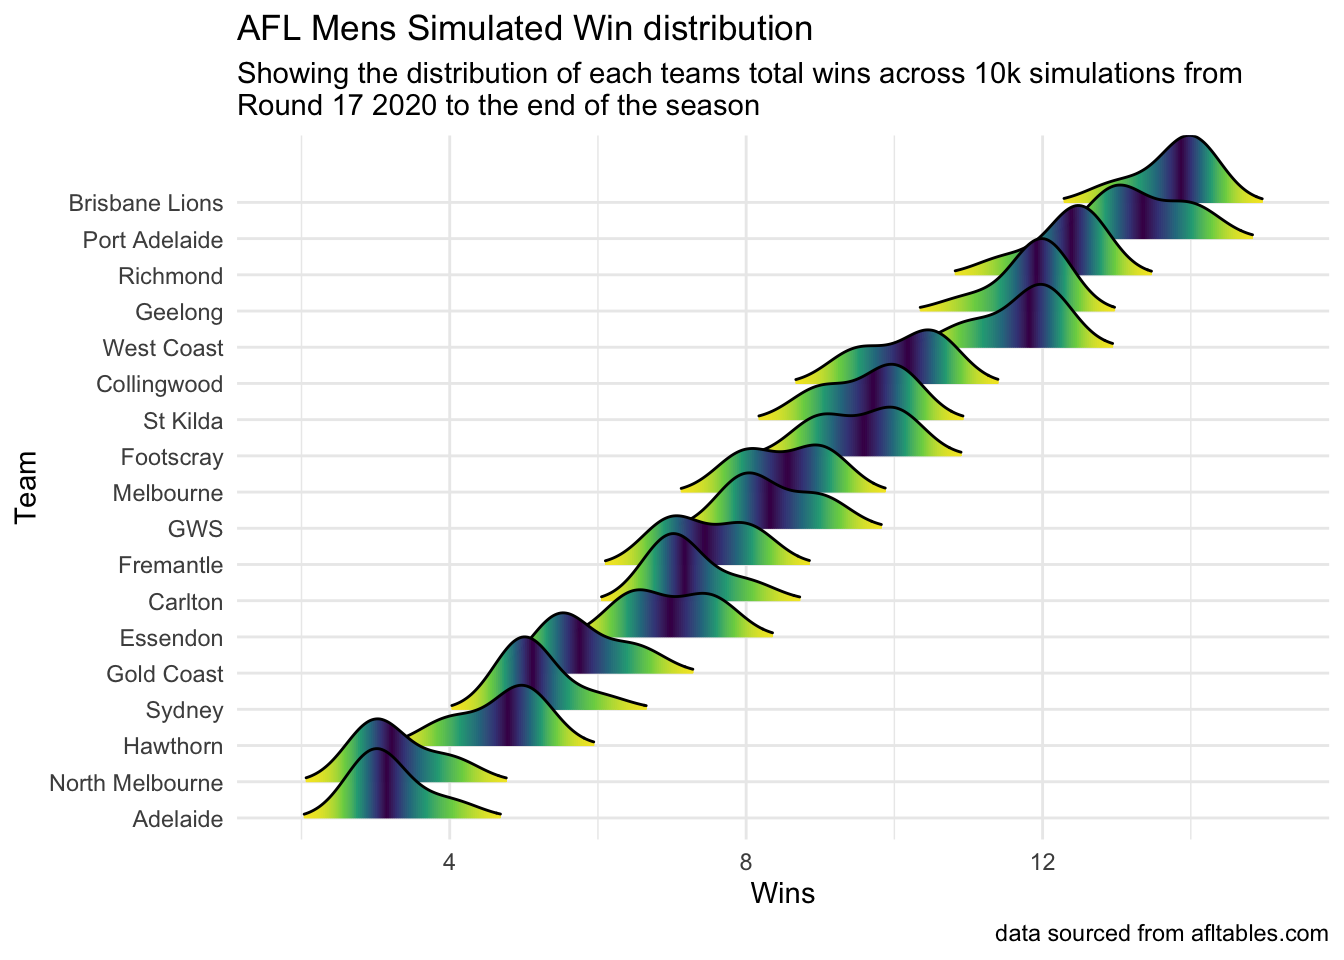 AFL Mens Simulated Win distribution
Showing the distribution of each teams total wins across 10k simulations from
Round 17 2020 to the end of the season
Team
Brisbane Lions
Port Adelaide
Richmond
Geelong
West Coast
Collingwood
St Kilda
Footscray
Melbourne
GWS
Fremantle
Carlton
Essendon
Gold Coast
Sydney
Hawthorn
North Melbourne
Adelaide
4 8 12
Wins
data sourced from afltables.com